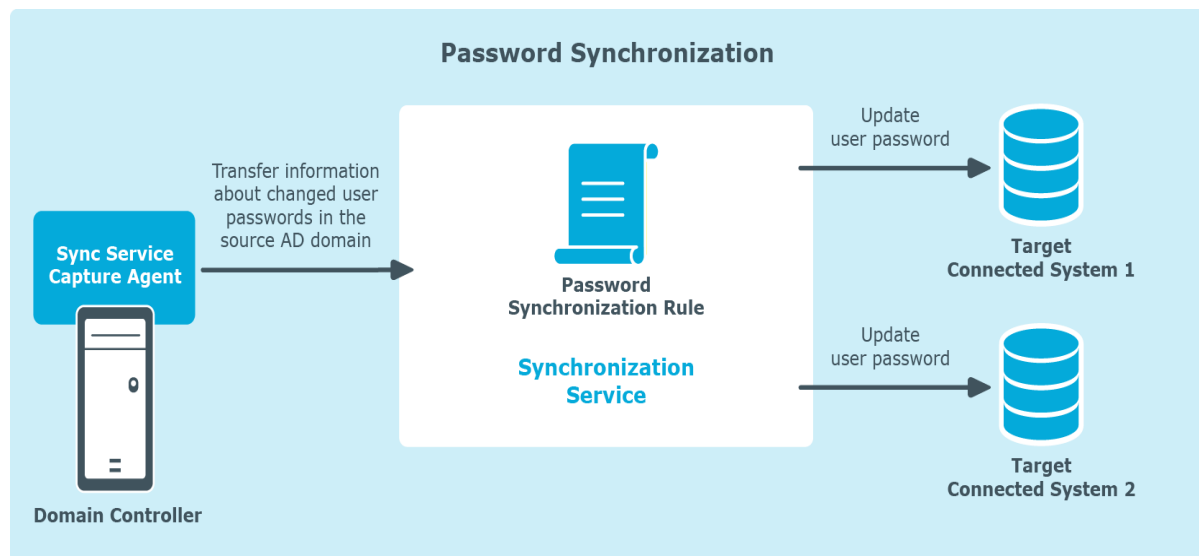 Password Synchronization
Transfer information
about changed user
passwords in the
source AD domain
Sync Service
Capture Agent
Domain Controller
Password
Synchronization Rule
Synchronization
Service
Update
user password
Target
Connected System 1
Update
user password
Target
Connected System 2